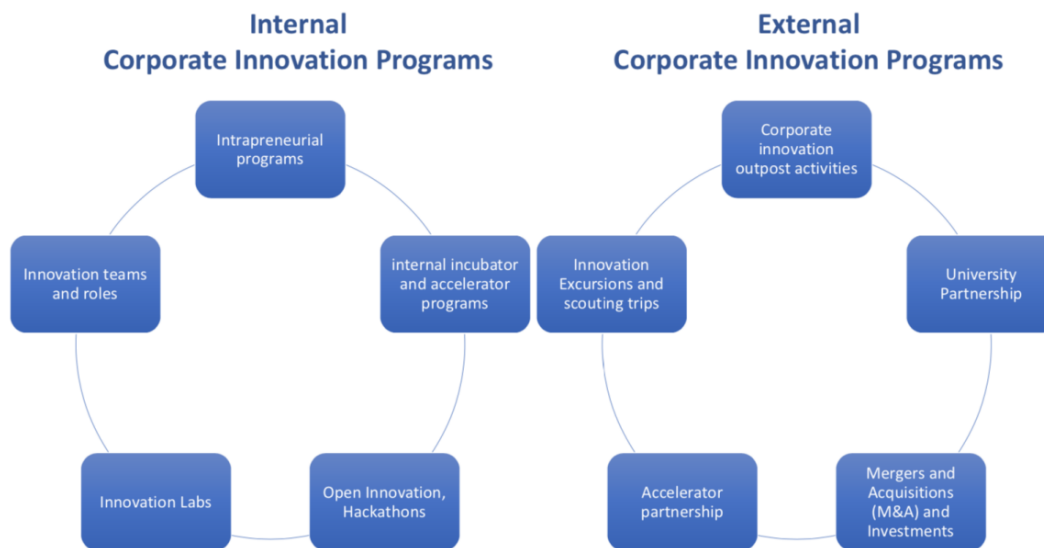 Internal
Corporate Innovation Programs
Intrapreneurial
programs
internal incubator
and accelerator
programs
Open Innovation,
Hackathons
Innovation Labs
Innovation teams
and roles
External
Corporate Innovation Programs
Corporate
innovation
outpost activities
University
Partnership
Mergers and
Acquisitions
(M&A) and
Investments
Accelerator
partnership
Innovation
Excursions and
scouting trips